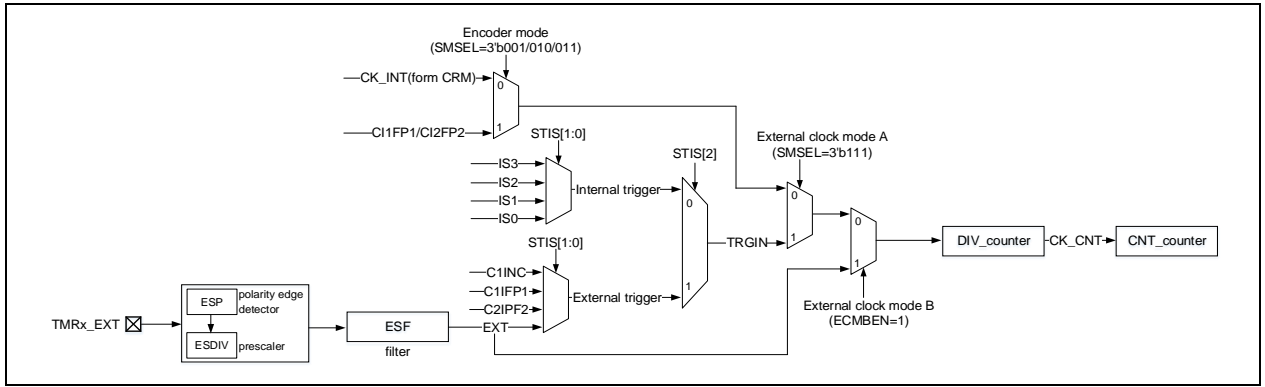 Encoder mode
(SMSEL=3'b001/010/011)
CK_INT(form CRM)
0
1
CI1FP1/CI2FP2
STIS[1:0]
IS3
IS2
IS1
IS0
Internal trigger
STIS[2]
0
1
External clock mode A
(SMSEL=3'b111)
0
1
TRGIN
0
1
DIV_counter
CK_CNT
CNT_counter
STIS[1:0]
C1INC
C1IFP1
C2IPF2
EXT
External trigger
External clock mode B
(ECMBEN=1)
TMRx_EXT
ESP
polarity edge
detector
ESDIV
prescaler
ESF
filter